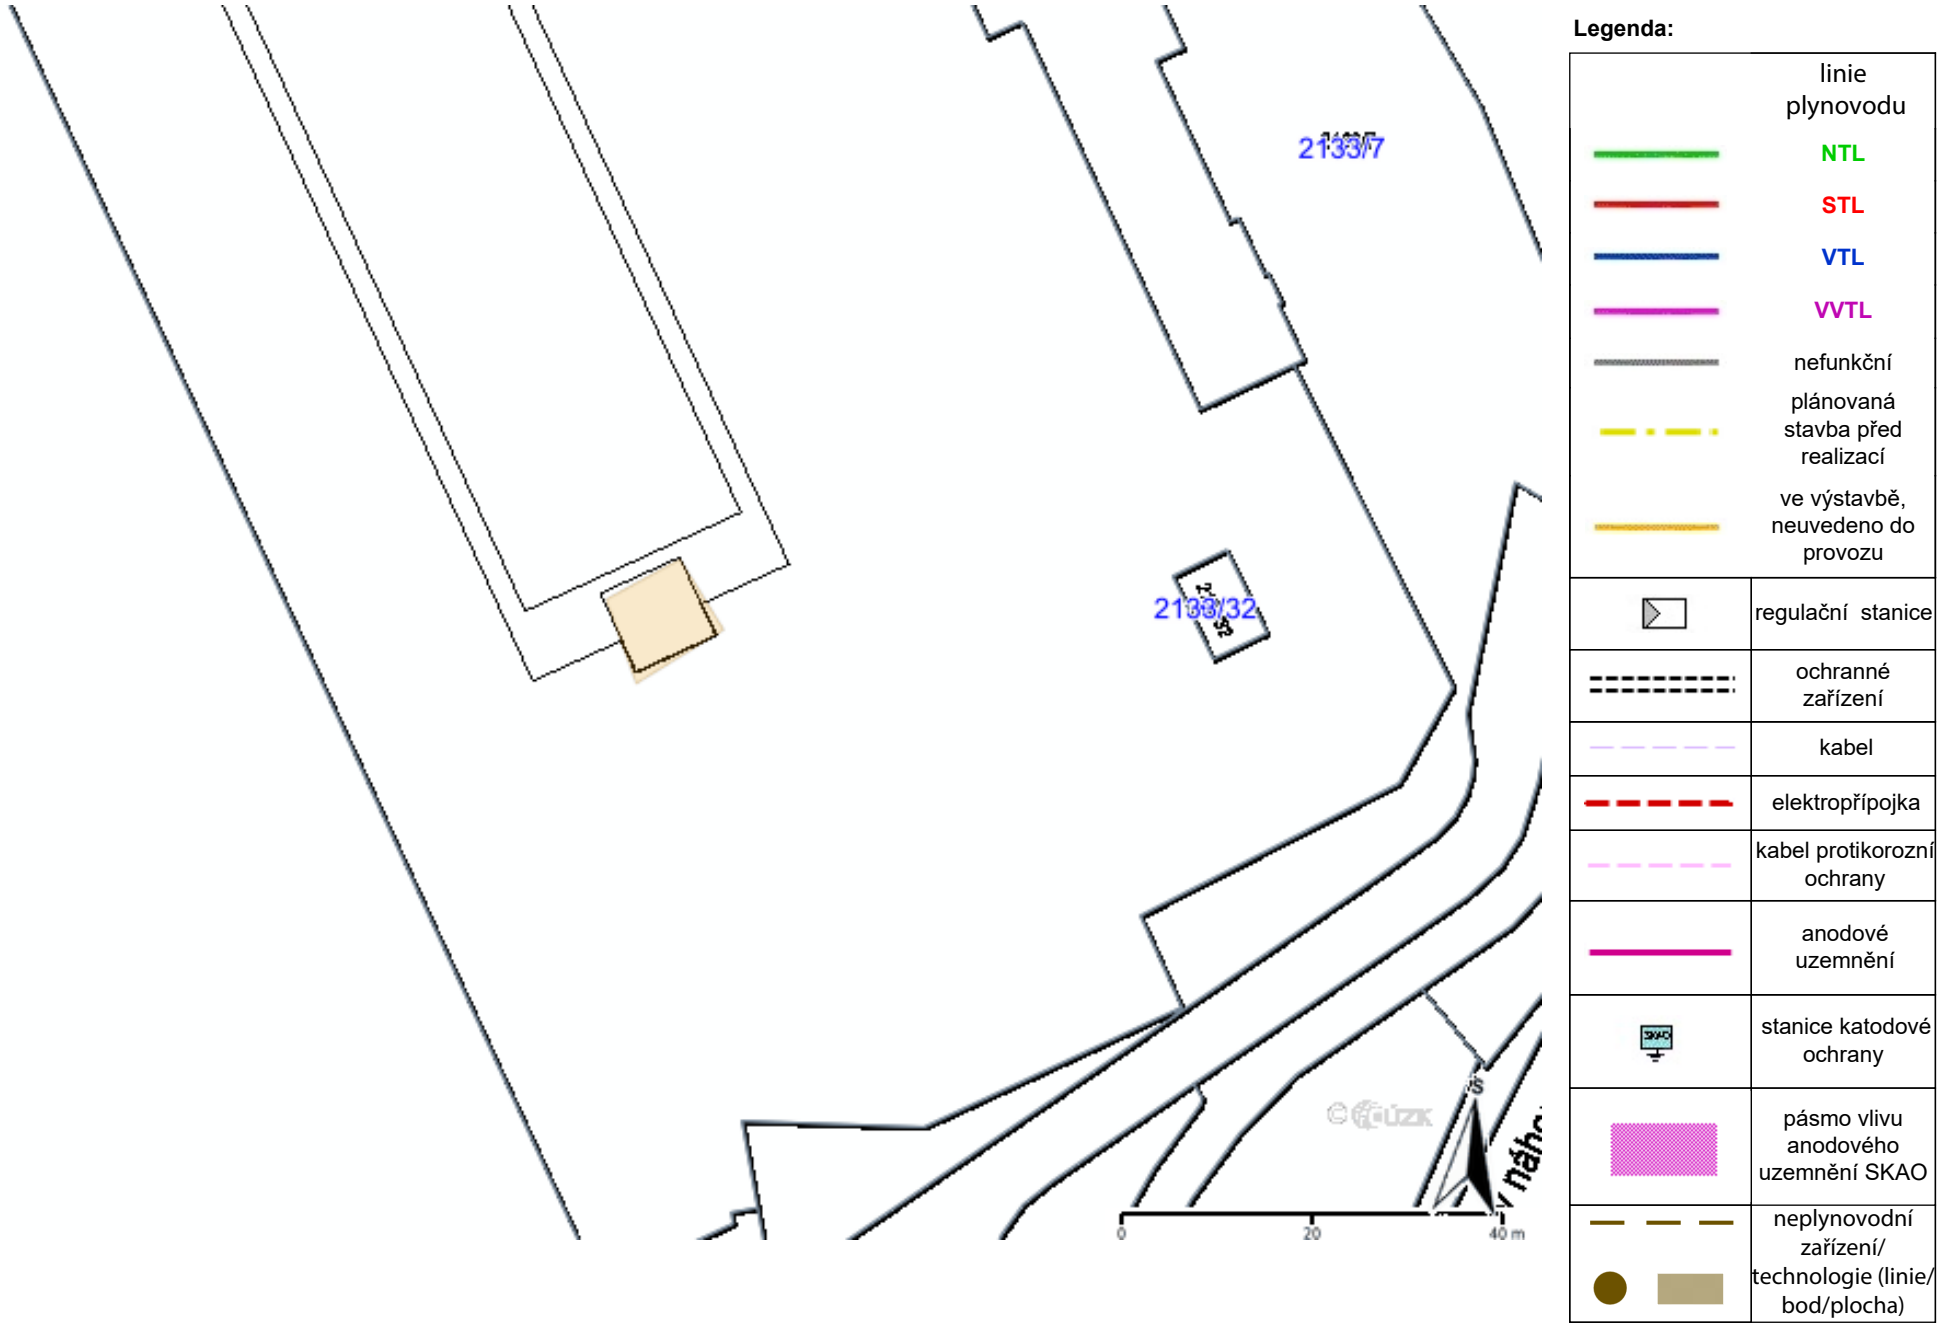 Legenda:
2133/7
2133/32
linie
plynovodu
NTL
STL
VTL
VVTL
nefunkční
plánovaná
stavba před
realizací
ve výstavbě,
neuvedeno do
provozu
regulační stanice
ochranné
zařízení
kabel
elektropřípojka
kabel protikorozní
ochrany
anodové
uzemnění
SKAO
stanice katodové
ochrany
pásmo vlivu
anodového
uzemnění SKAO
neplynovodní
zařízení/
technologie (linie/
bod/plocha)
S
© ČÚZK
0 20 40 m